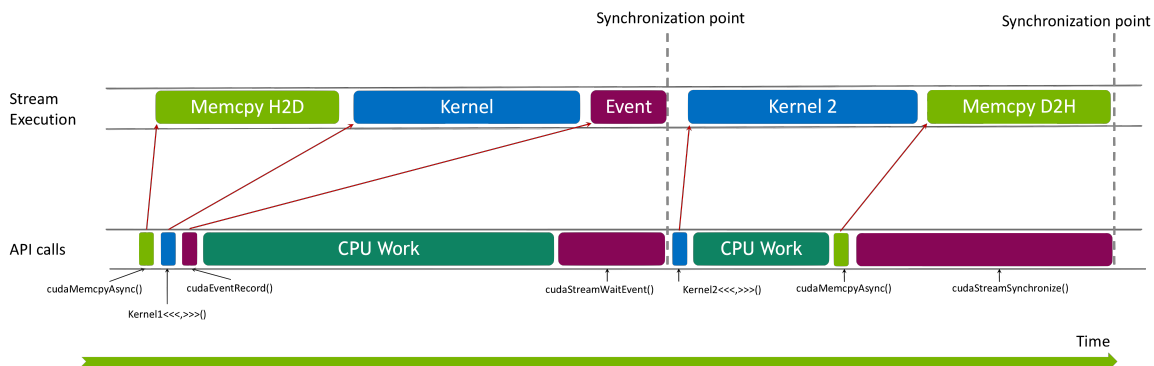 Synchronization point
Synchronization point
Stream
Execution
Memcpy H2D
Kernel
Event
Kernel 2
Memcpy D2H
API calls
CPU Work
CPU Work
cudaMemcpyAsync()
cudaEventRecord()
cudaStreamWaitEvent()
Kernel2<<<,>>>()
cudaMemcpyAsync()
cudaStreamSynchronize()
Kernel1<<<,>>>()
Time